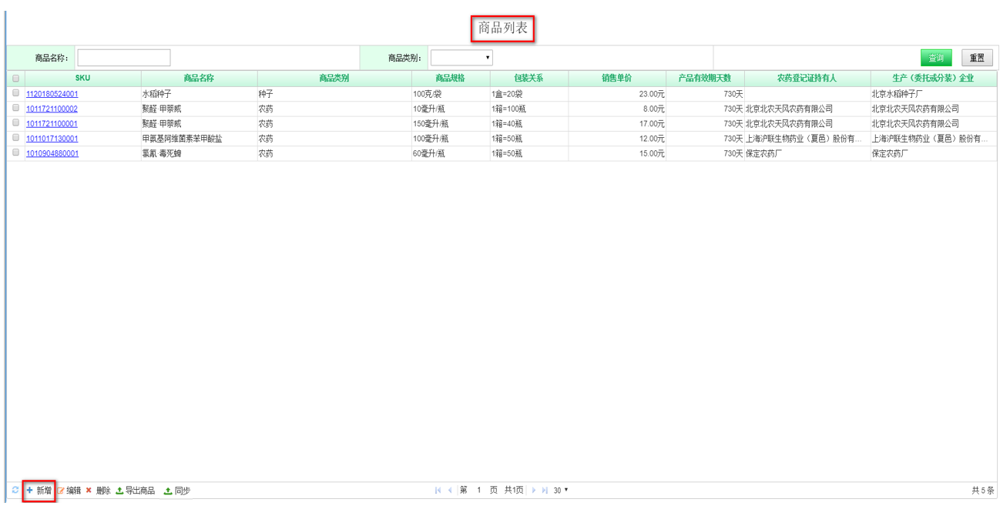 商品列表
商品名称: 商品类别: 查询 重置
SKU 商品名称 商品类别 商品规格 包装关系 销售单价 产品有效期天数 农药登记证持有人 生产（委托或分装）企业
1120180524001 水稻种子 种子 100克/袋 1盒=20袋 23.00元 730天 北京水稻种子厂
1011721100002 聚醛·甲萘威 农药 10毫升/瓶 1箱=100瓶 8.00元 730天 北京北农天风农药有限公司 北京北农天风农药有限公司
1011721100001 聚醛·甲萘威 农药 150毫升/瓶 1箱=40瓶 17.00元 730天 北京北农天风农药有限公司 北京北农天风农药有限公司
1011017130001 甲氨基阿维菌素苯甲酸盐 农药 100毫升/瓶 1箱=50瓶 12.00元 730天 上海沪联生物药业（夏邑）股份有... 上海沪联生物药业（夏邑）股份有...
1010904880001 氯氰·毒死蜱 农药 60毫升/瓶 1箱=50瓶 15.00元 730天 保定农药厂 保定农药厂
新增 编辑 删除 导出商品 同步 第 1 页 共1页 30 共 5 条